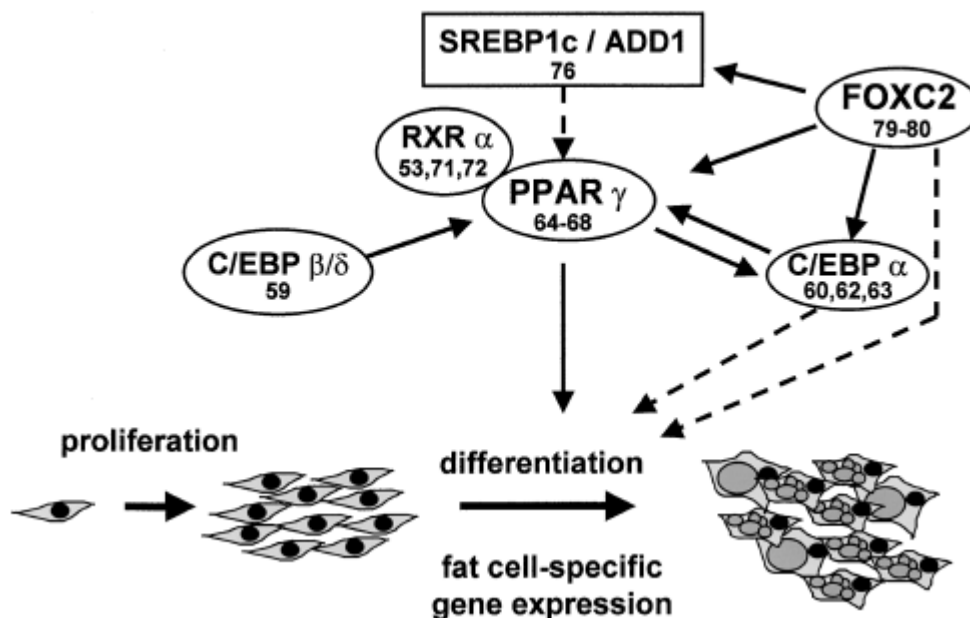 SREBP1c / ADD1
76
FOXC2
79-80
RXR α
53,71,72
PPAR γ
64-68
C/EBP β/δ
59
C/EBP α
60,62,63
proliferation
differentiation
fat cell-specific
gene expression